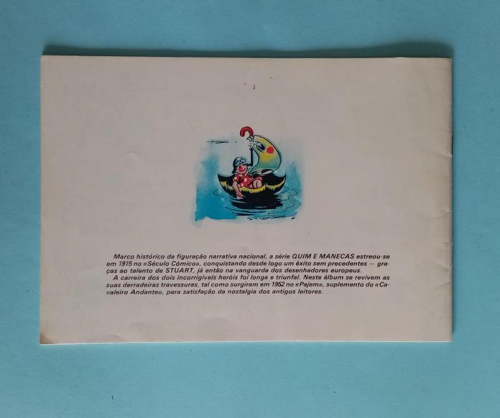 Marco histórico da figuração narrativa nacional, a série QUIM E MANECAS estreou-se
em 1915 no «Século Cómico», conquistando desde logo um êxito sem precedentes — gra-
ças ao talento de STUART, já então na vanguarda dos desenhadores europeus.
A carreira dos dois incorrigíveis heróis foi longa e triunfal. Neste álbum se revivem as
suas derradeiras travessuras, tal como surgiram em 1952 no «Pajem», suplemento do «Ca-
valeiro Andante», para satisfação da nostalgia dos antigos leitores.